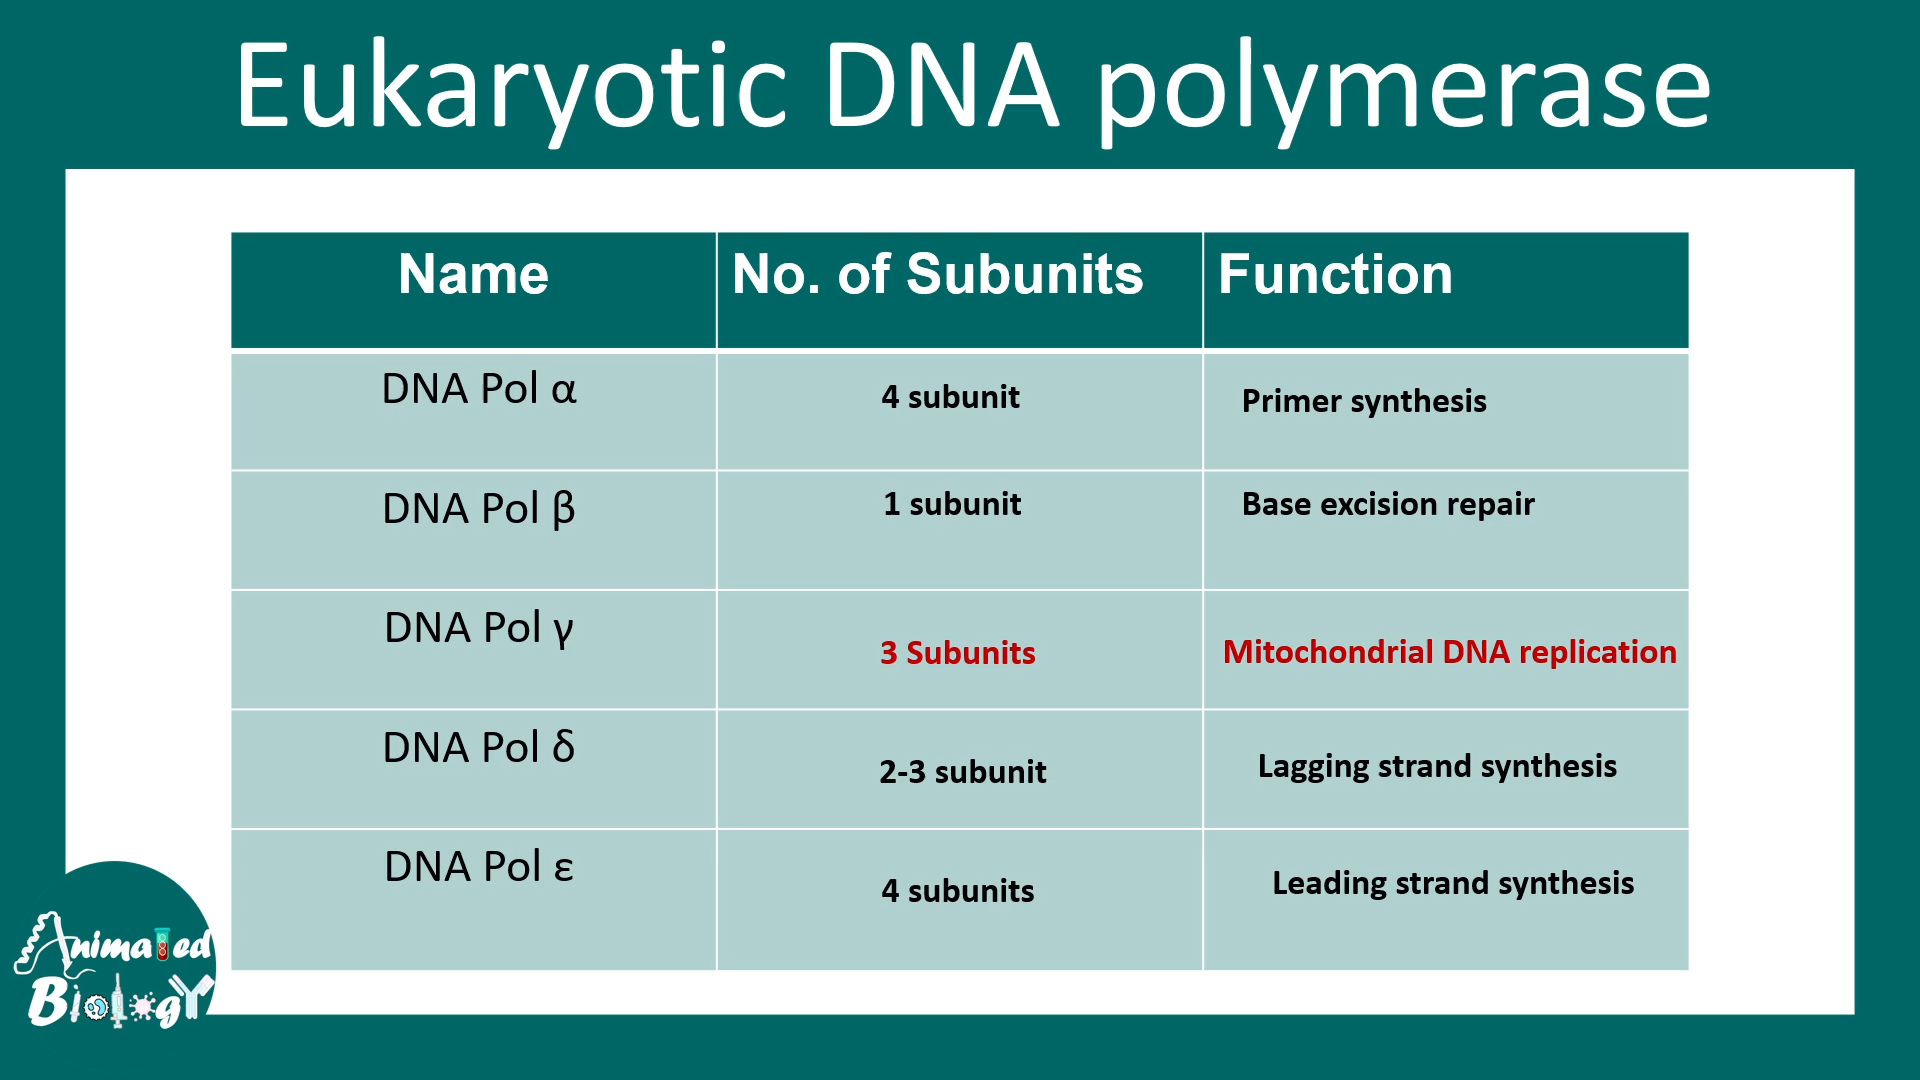 Eukaryotic DNA polymerase
Name No. of Subunits Function
DNA Pol α 4 subunit Primer synthesis
DNA Pol β 1 subunit Base excision repair
DNA Pol γ 3 Subunits Mitochondrial DNA replication
DNA Pol δ 2-3 subunit Lagging strand synthesis
DNA Pol ε 4 subunits Leading strand synthesis
Animated
Biology